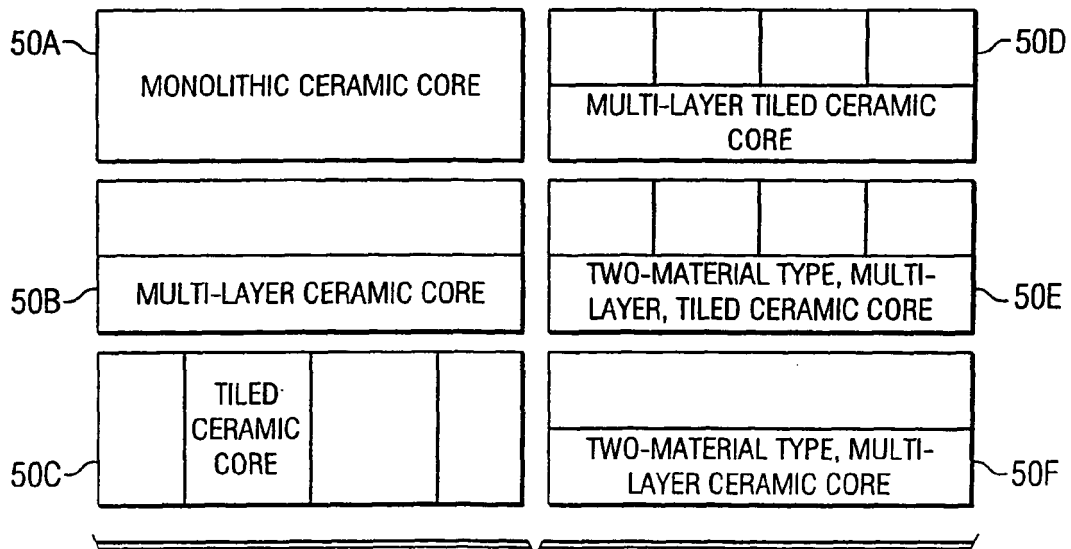 50A
MONOLITHIC CERAMIC CORE
50B
MULTI-LAYER CERAMIC CORE
50C
TILED
CERAMIC
CORE
50D
MULTI-LAYER TILED CERAMIC
CORE
50E
TWO-MATERIAL TYPE, MULTI-
LAYER, TILED CERAMIC CORE
50F
TWO-MATERIAL TYPE, MULTI-
LAYER CERAMIC CORE